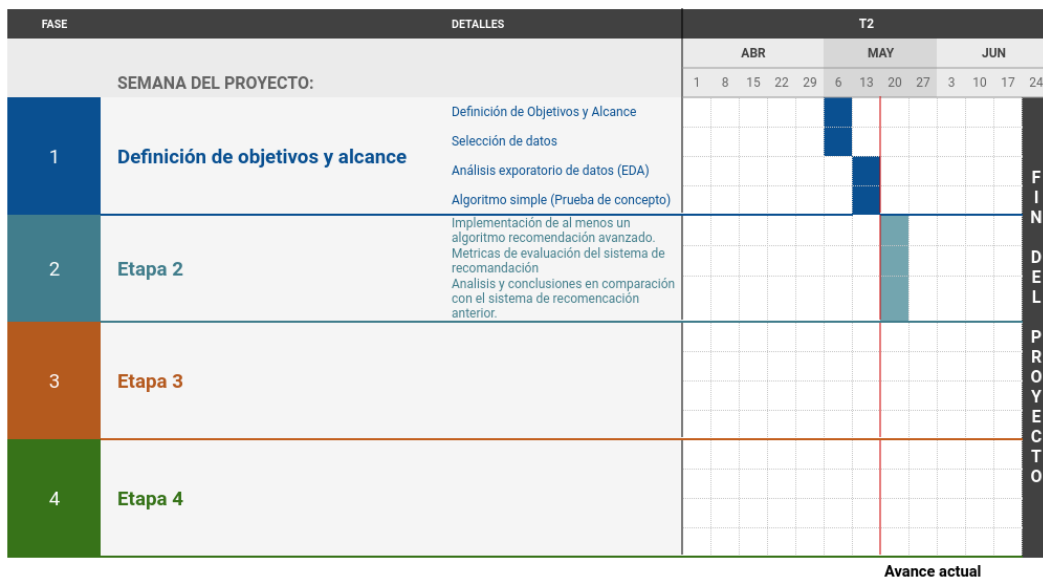 FASE DETALLES T2
ABR MAY JUN
SEMANA DEL PROYECTO: 1 8 15 22 29 6 13 20 27 3 10 17 24
1 Definición de objetivos y alcance
Definición de Objetivos y Alcance
Selección de datos
Análisis exporatorio de datos (EDA)
Algoritmo simple (Prueba de concepto)
2 Etapa 2
Implementación de al menos un
algoritmo recomendación avanzado.
Metricas de evaluación del sistema de
recomandación
Analisis y conclusiones en comparación
con el sistema de recomencación
anterior.
3 Etapa 3
4 Etapa 4
FIN DEL PROYECTO
Avance actual